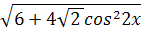 √(6 + 4√2 cos²2x)